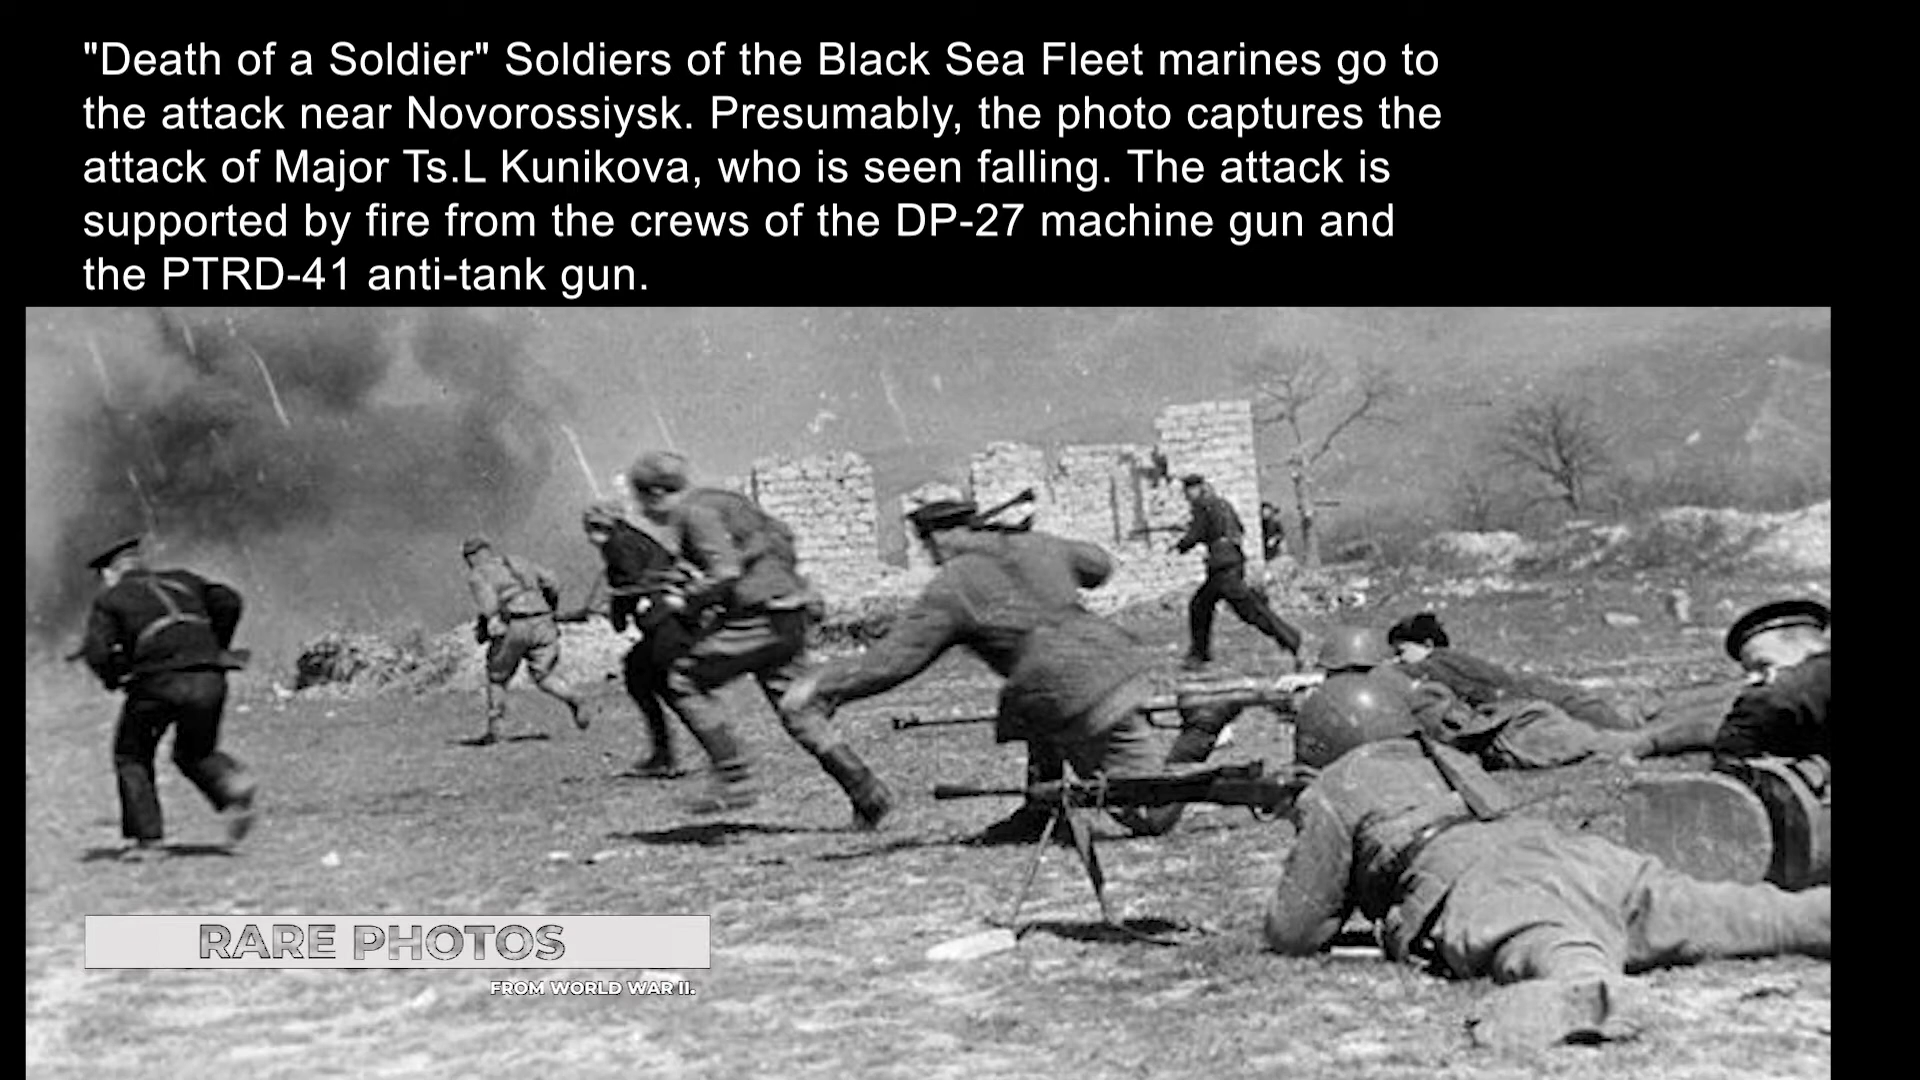 "Death of a Soldier" Soldiers of the Black Sea Fleet marines go to
the attack near Novorossiysk. Presumably, the photo captures the
attack of Major Ts.L Kunikova, who is seen falling. The attack is
supported by fire from the crews of the DP-27 machine gun and
the PTRD-41 anti-tank gun.
RARE PHOTOS
FROM WORLD WAR II.